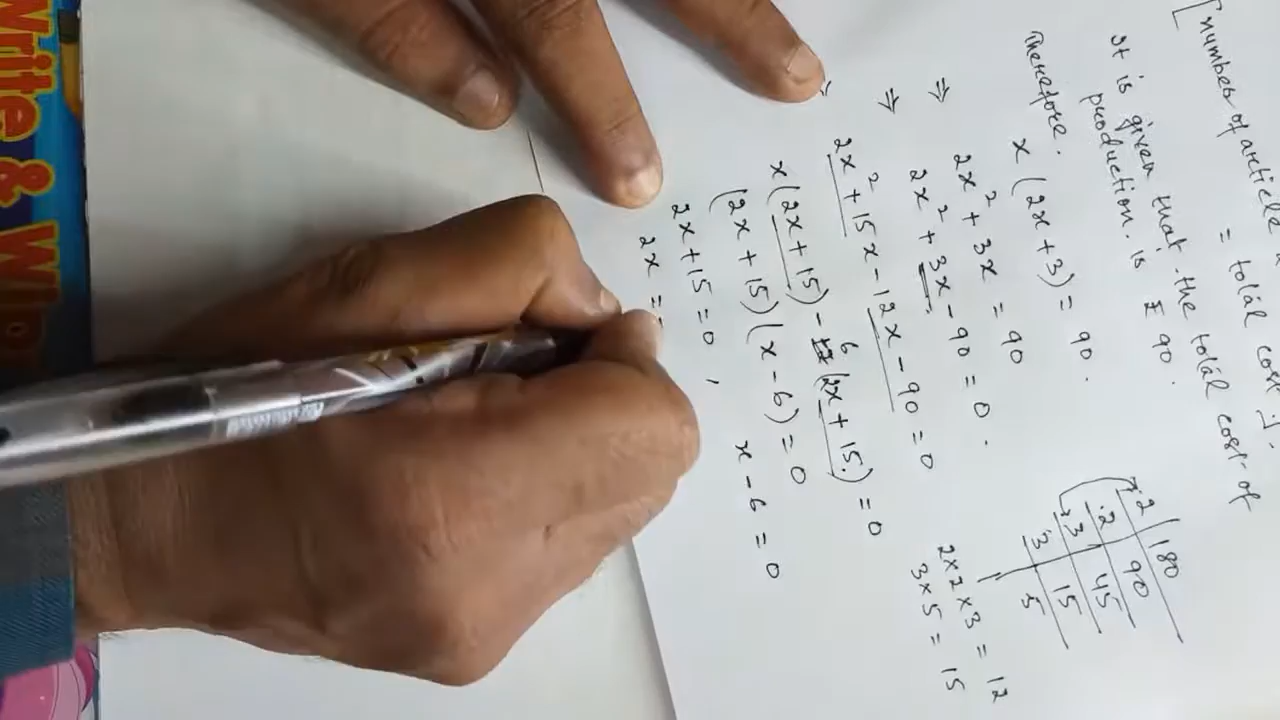 [number of article
= total cost].
It is given that the total cost of
production is ₹ 90.
Therefore.
x (2x + 3) = 90.
⇒ 2x² + 3x = 90
⇒ 2x² + 3x - 90 = 0.
⇒ 2x² + 15x - 12x - 90 = 0
x(2x + 15) - 6 (2x + 15) = 0
(2x + 15) (x - 6) = 0
2x + 15 = 0 , x - 6 = 0
2x =
2 | 180
2 | 90
3 | 45
3 | 15
5
2 x 2 x 3 = 12
3 x 5 = 15
Write &